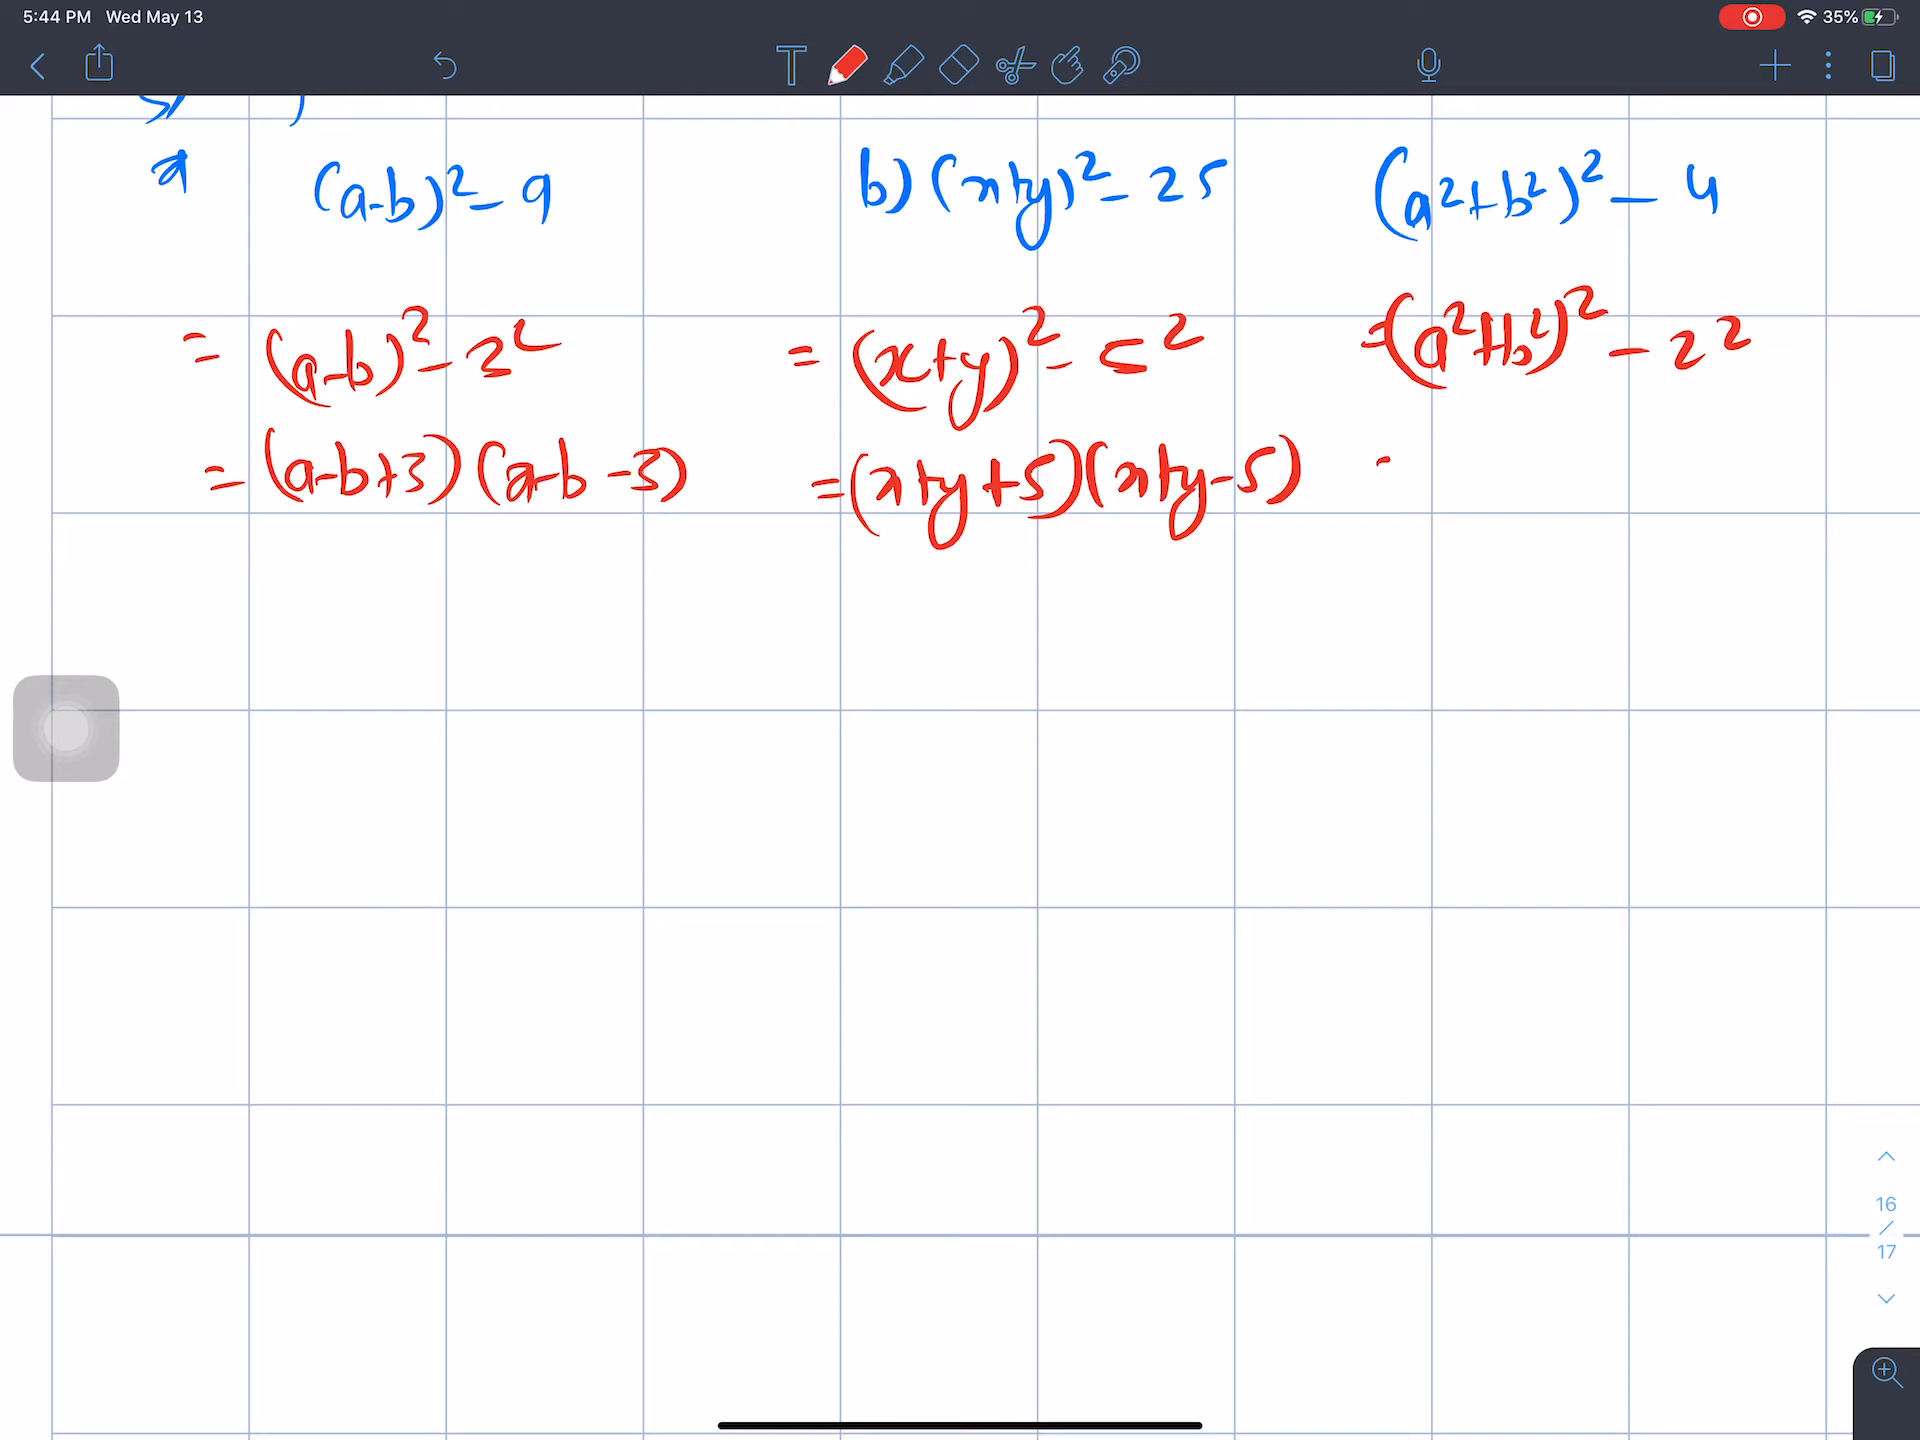 5:44 PM Wed May 13
35%
a (a-b)² - 9
b) (x+y)² - 25
(a²+b²)² - 4
= (a-b)² - 3²
= (x+y)² - 5²
= (a²+b²)² - 2²
= (a-b+3)(a-b-3)
= (x+y+5)(x+y-5)
16
/
17